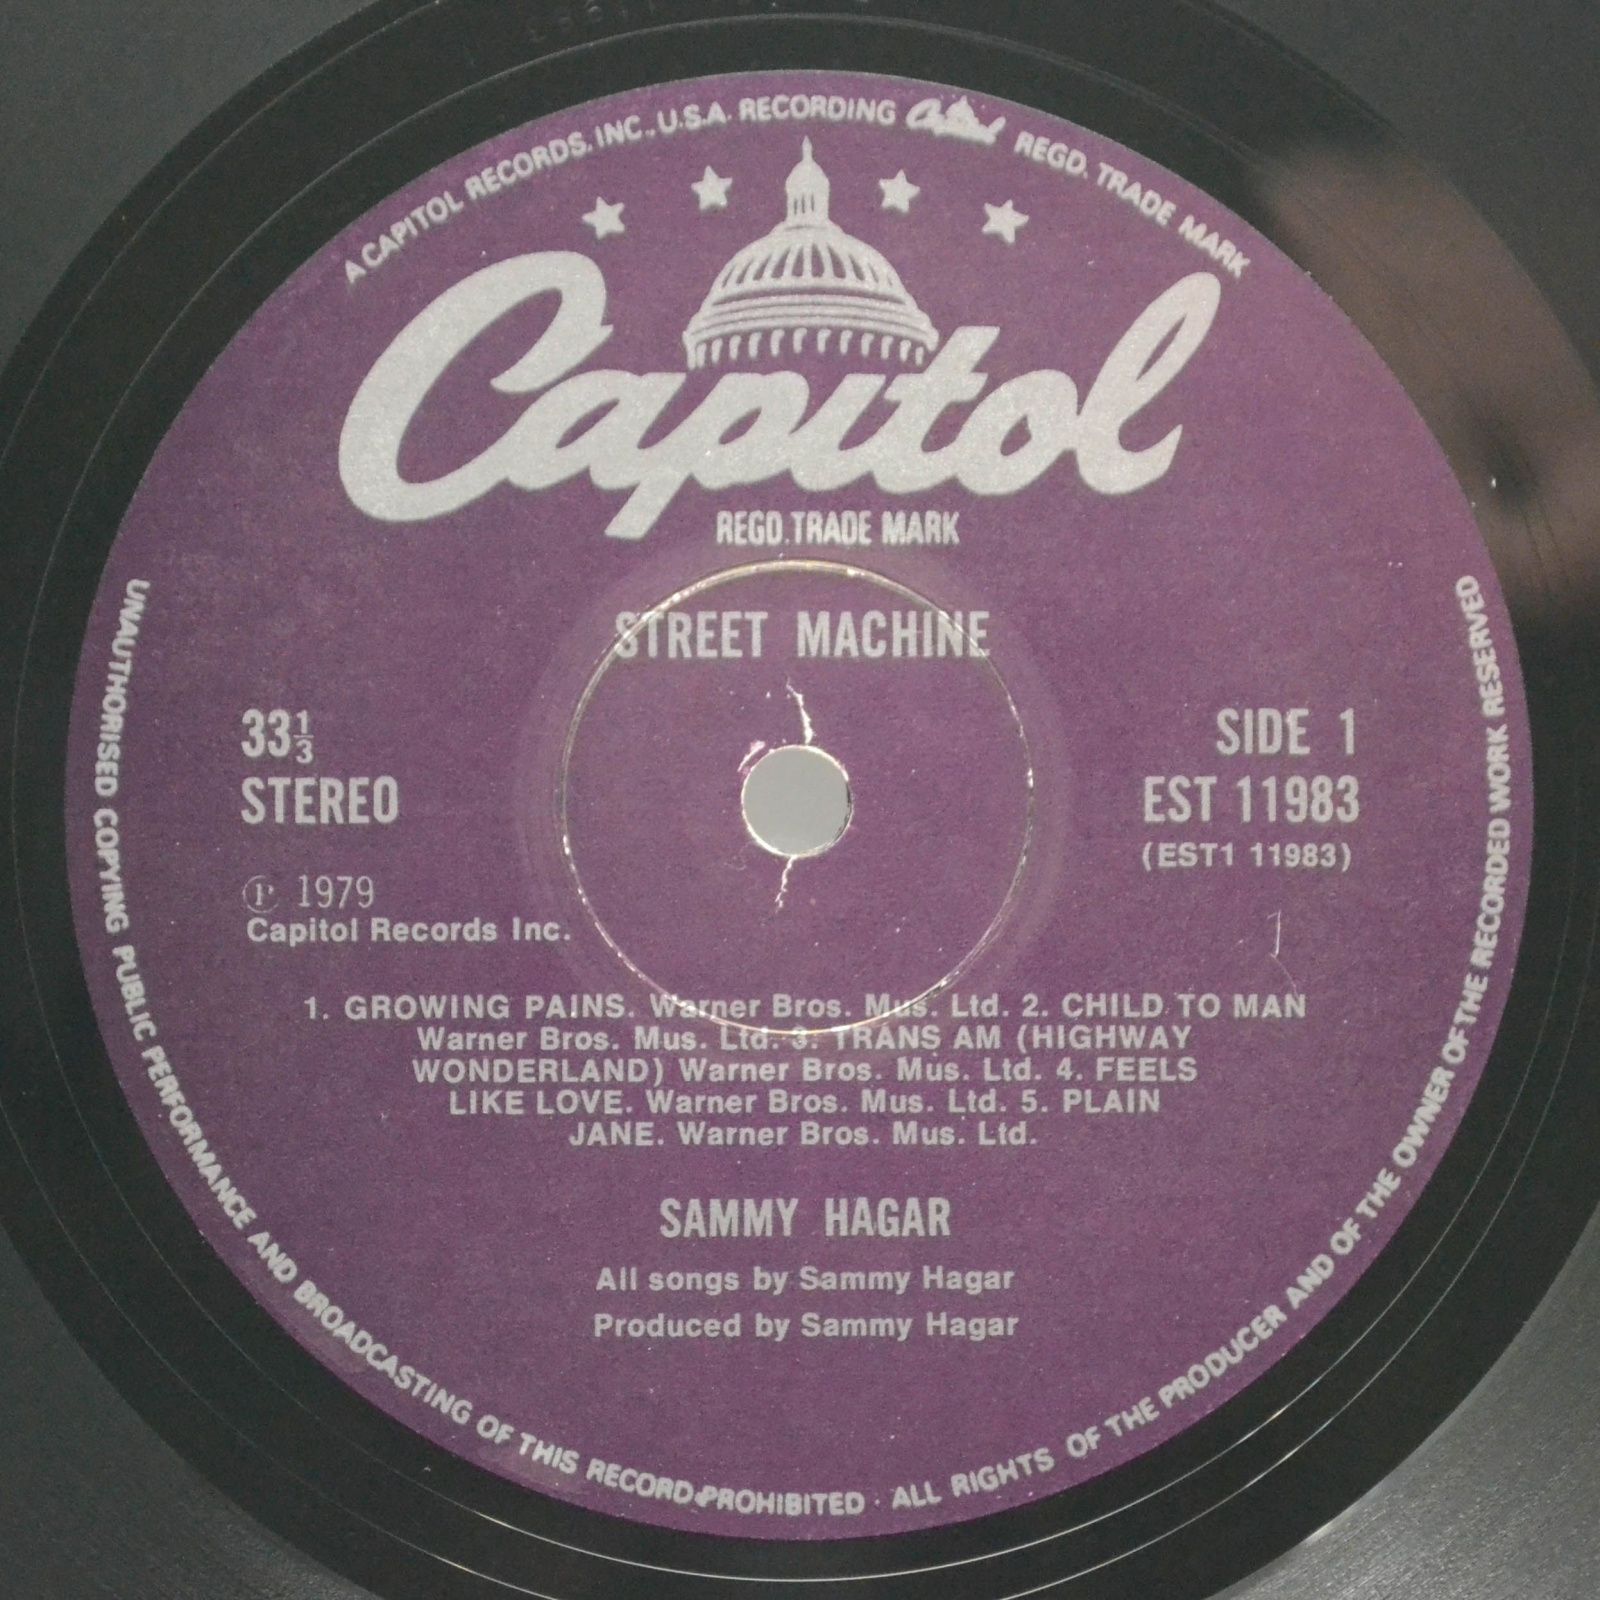 A CAPITOL RECORDS, INC., U.S.A. RECORDING Capitol REGD. TRADE MARK
Capitol
REGD. TRADE MARK
STREET MACHINE
33⅓
STEREO
SIDE 1
EST 11983
(EST1 11983)
Ⓟ 1979
Capitol Records Inc.
1. GROWING PAINS. Warner Bros. Mus. Ltd. 2. CHILD TO MAN
Warner Bros. Mus. Ltd. 3. TRANS AM (HIGHWAY
WONDERLAND) Warner Bros. Mus. Ltd. 4. FEELS
LIKE LOVE. Warner Bros. Mus. Ltd. 5. PLAIN
JANE. Warner Bros. Mus. Ltd.
SAMMY HAGAR
All songs by Sammy Hagar
Produced by Sammy Hagar
UNAUTHORISED COPYING PUBLIC PERFORMANCE AND BROADCASTING OF THIS RECORD PROHIBITED · ALL RIGHTS OF THE PRODUCER AND OF THE OWNER OF THE RECORDED WORK RESERVED